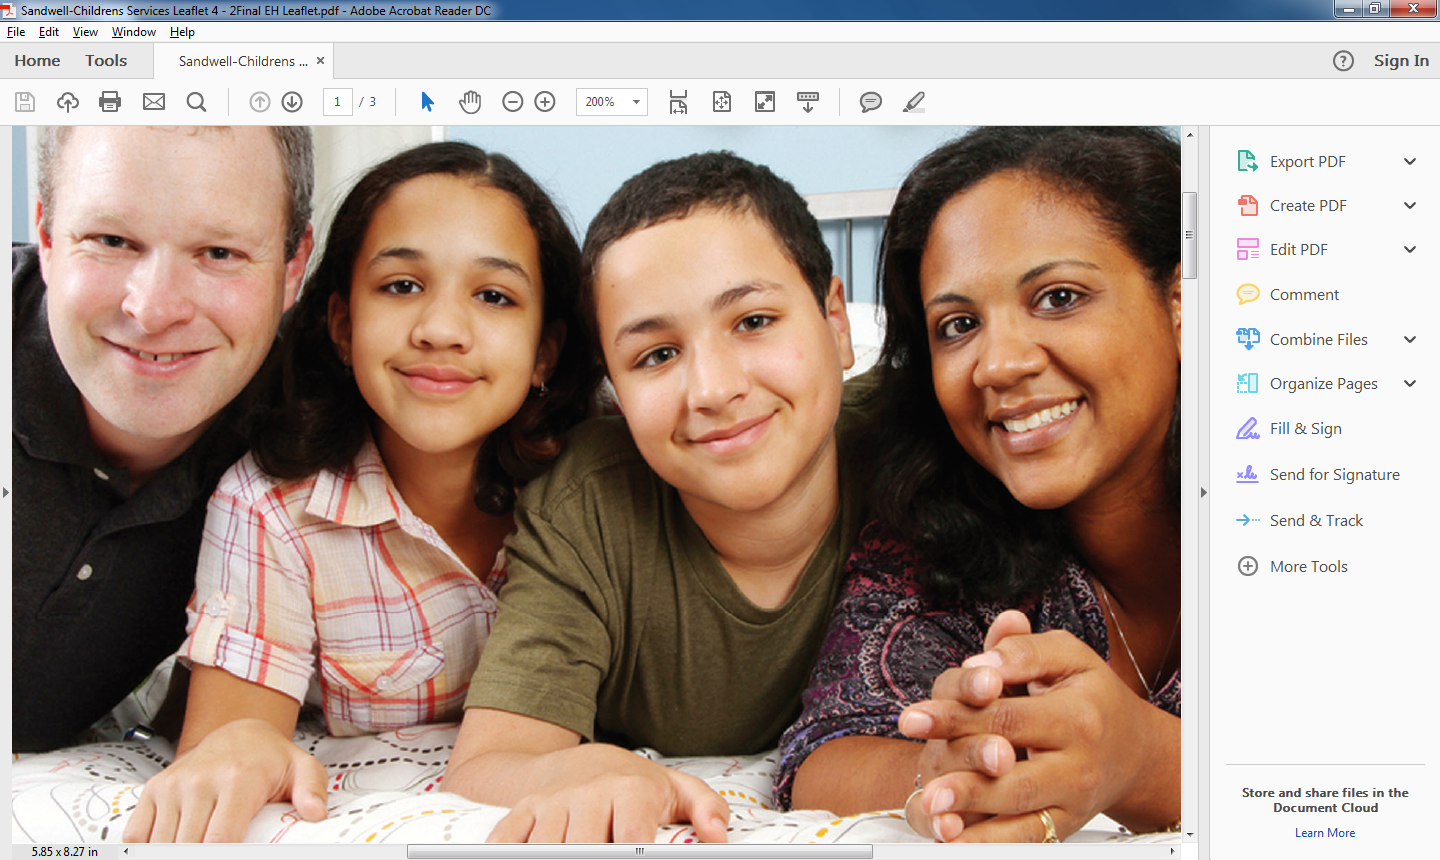 Sandwell-Childrens Services Leaflet 4 - 2Final EH Leaflet.pdf - Adobe Acrobat Reader DC
File Edit View Window Help
Home Tools Sandwell-Childrens ... × ? Sign In
1 / 3 200%
Export PDF
Create PDF
Edit PDF
Comment
Combine Files
Organize Pages
Fill & Sign
Send for Signature
Send & Track
More Tools
Store and share files in the
Document Cloud
Learn More
5.85 x 8.27 in